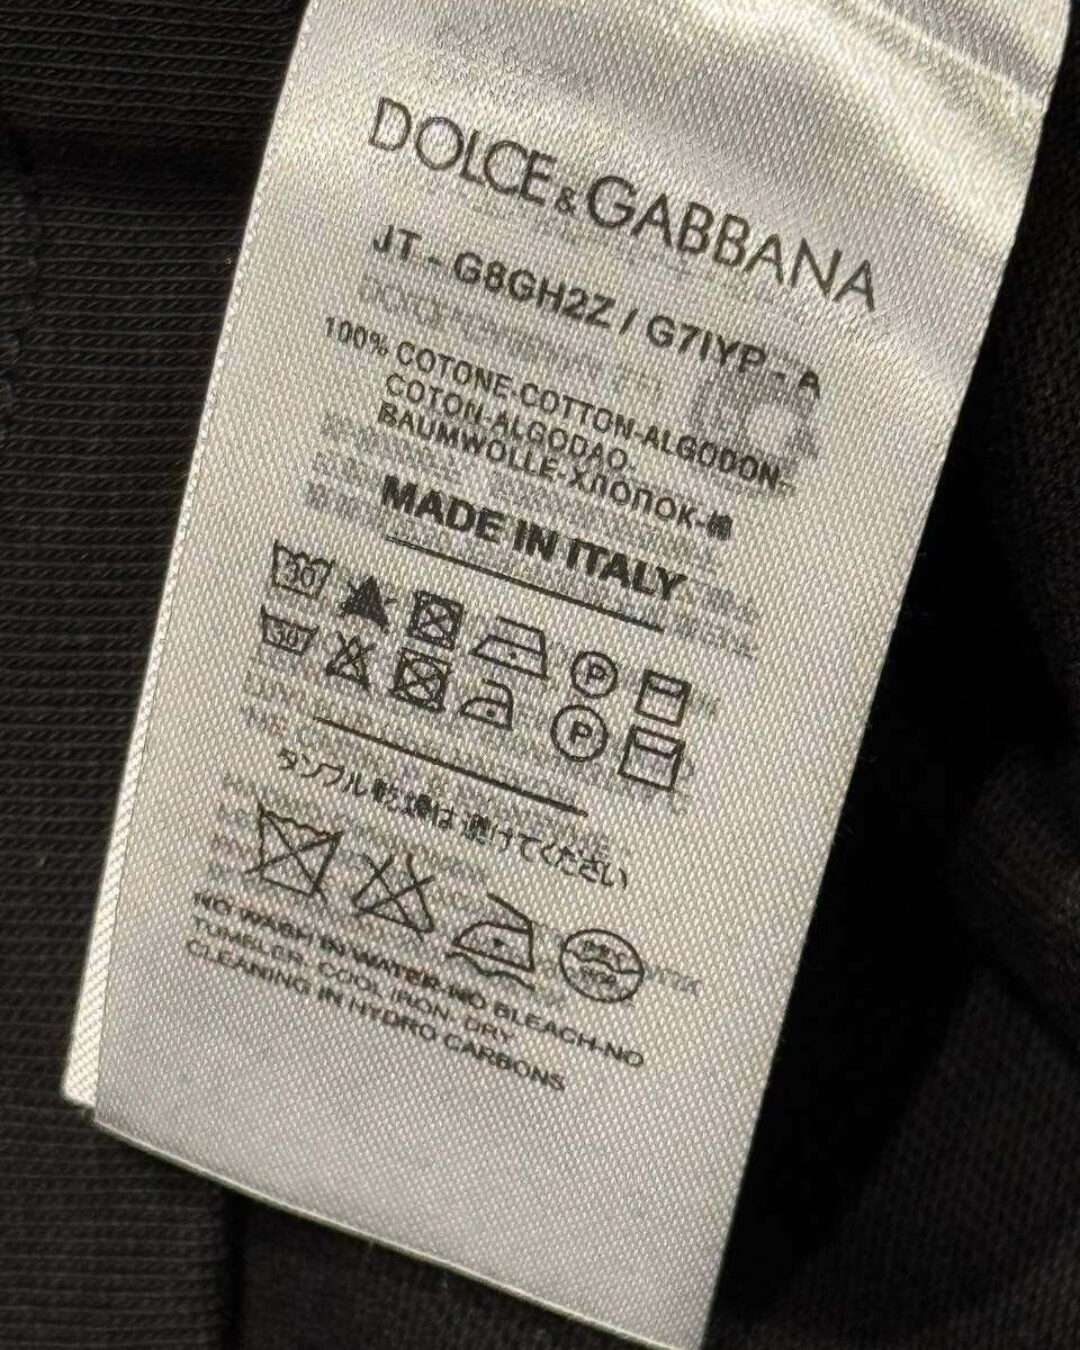 DOLCE&GABBANA
JT - G8GH2Z / G7IYP - A
100% COTONE-COTTON-ALGODON-
COTON-ALGODAO.
BAUMWOLLE-ХЛОПОК-棉
MADE IN ITALY
30 P
30 P
タンブル乾燥は避けてください
NO WASH IN WATER-NO BLEACH-NO
TUMBLER. COOL IRON. DRY
CLEANING IN HYDRO CARBONS